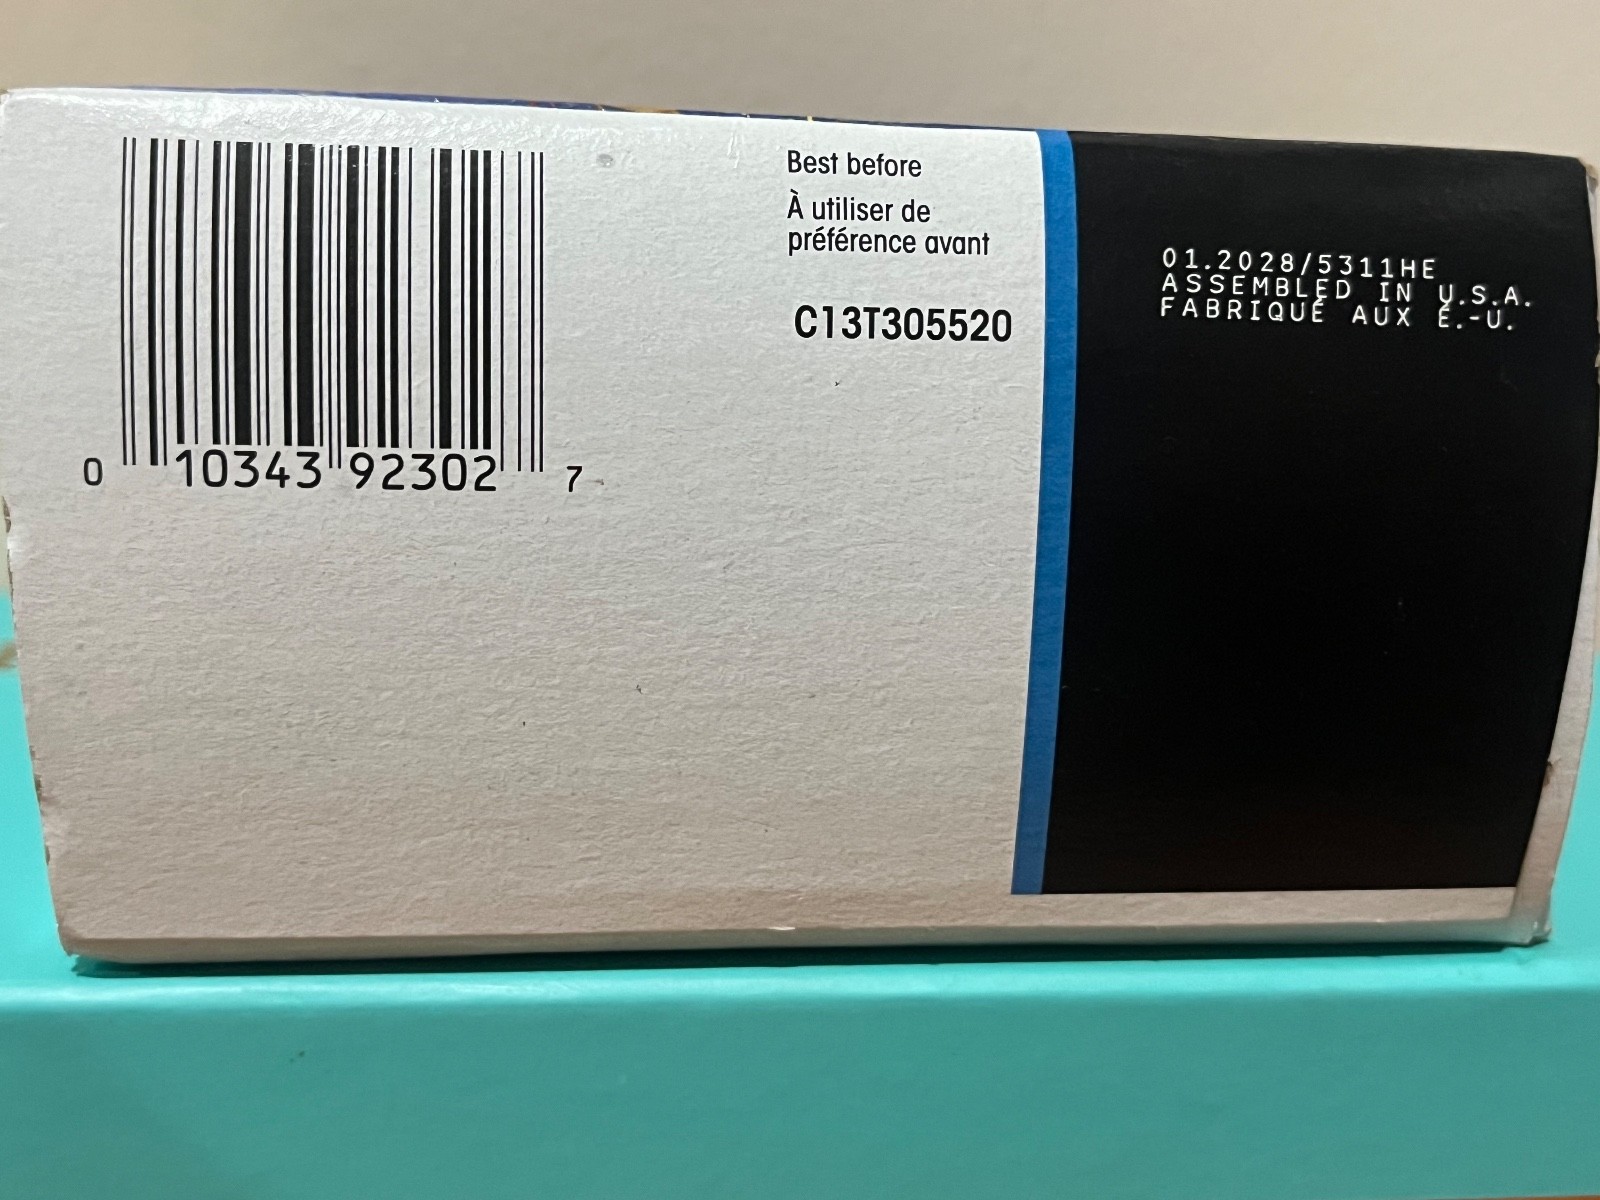 0 10343 92302 7
Best before
À utiliser de
préférence avant
C13T305520
01.2028/5311HE
ASSEMBLED IN U.S.A.
FABRIQUÉ AUX É.-U.